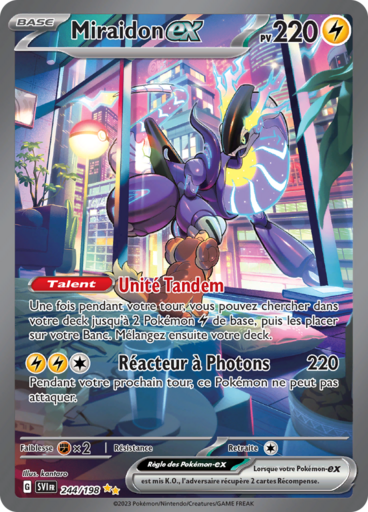 BASE Miraidon ex PV 220
Talent Unité Tandem
Une fois pendant votre tour, vous pouvez chercher dans
votre deck jusqu'à 2 Pokémon de base, puis les placer
sur votre Banc. Mélangez ensuite votre deck.
Réacteur à Photons 220
Pendant votre prochain tour, ce Pokémon ne peut pas
attaquer.
Faiblesse ×2 Résistance Retraite
Illus. kantaro
Règle des Pokémon-ex Lorsque votre Pokémon-ex
est mis K.O., l'adversaire récupère 2 cartes Récompense.
G SVI FR 244/198
©2023 Pokémon/Nintendo/Creatures/GAME FREAK